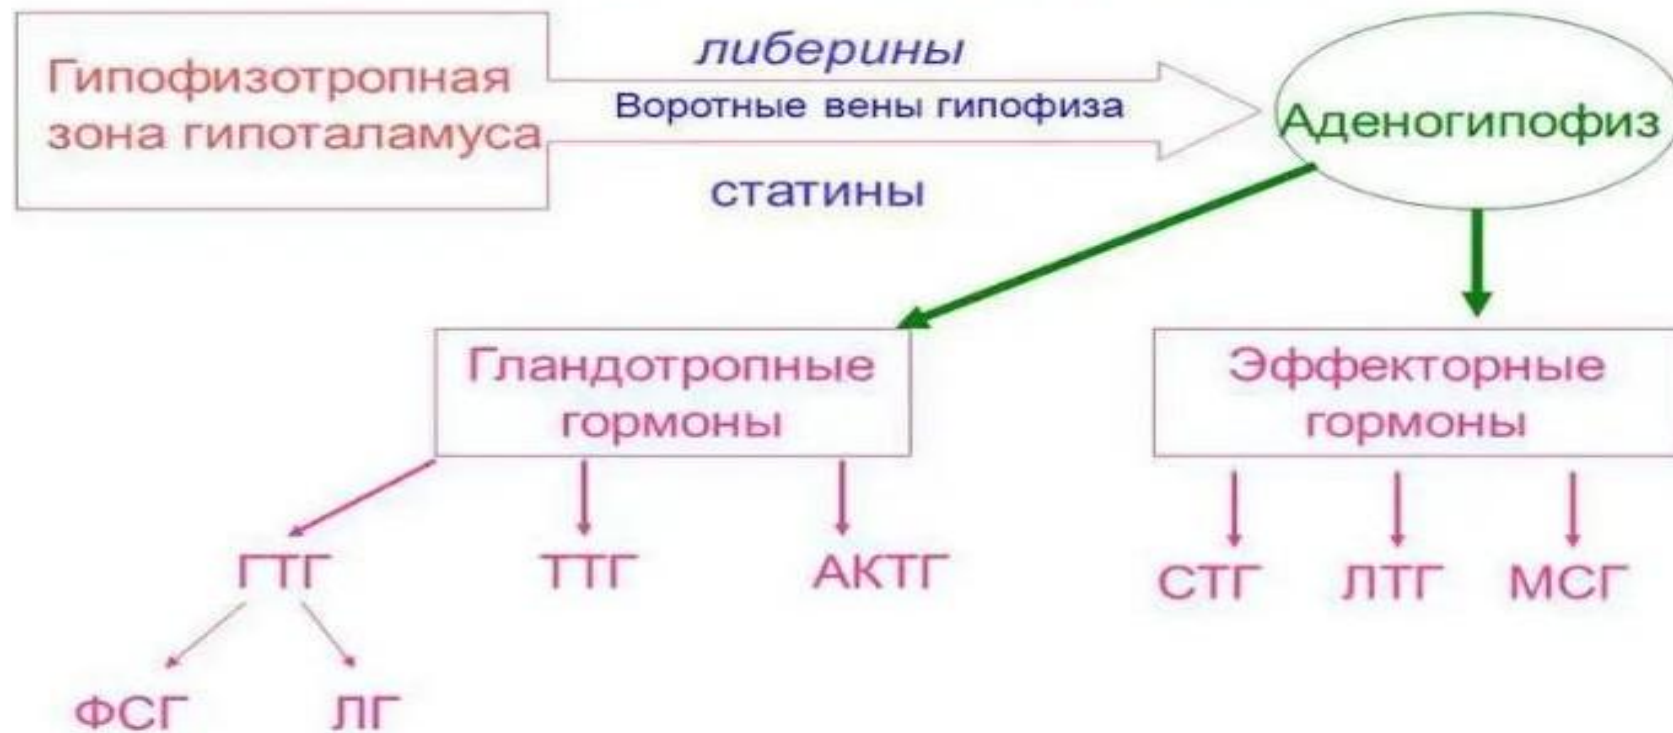 либерины
Гипофизотропная
зона гипоталамуса
Воротные вены гипофиза
Аденогипофиз
статины
Гландотропные
гормоны
Эффекторные
гормоны
ГТГ
ТТГ
АКТГ
СТГ
ЛТГ
МСГ
ФСГ
ЛГ